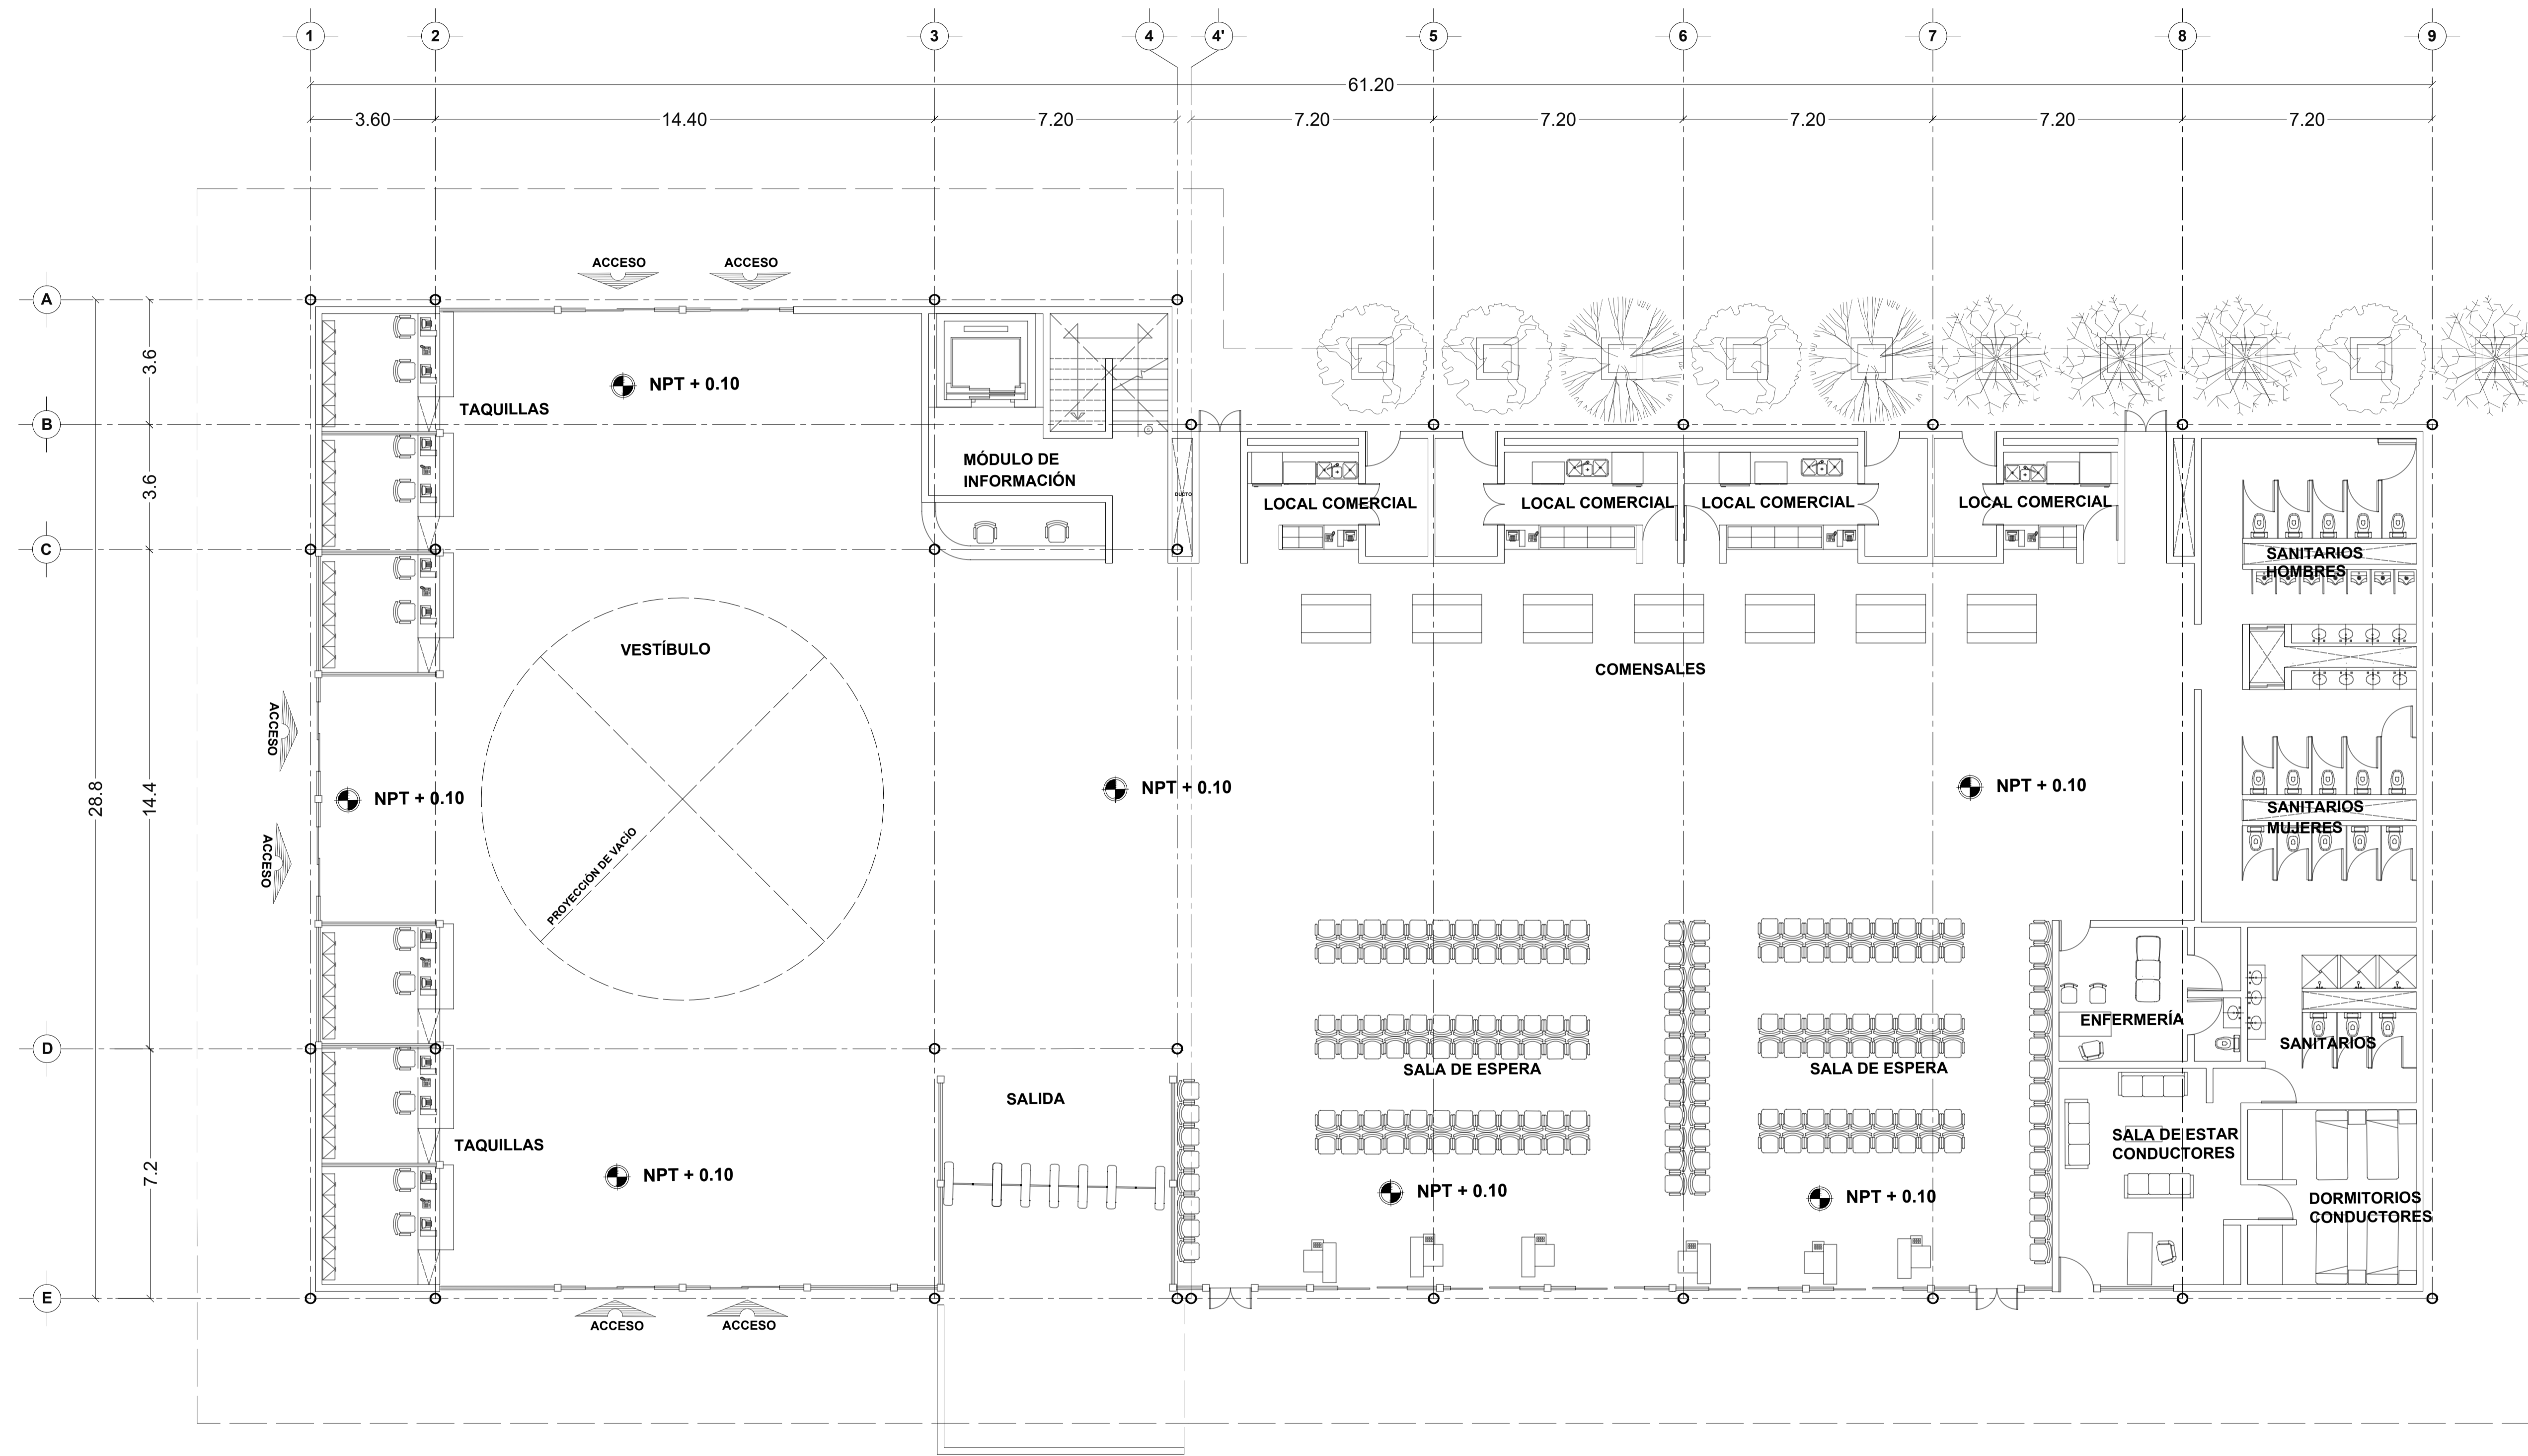 1
2
3
4
4'
5
6
7
8
9
61.20
3.60
14.40
7.20
7.20
7.20
7.20
7.20
7.20
ACCESO
ACCESO
A
3.6
NPT + 0.10
TAQUILLAS
B
MÓDULO DE
INFORMACIÓN
3.6
DUCTO
LOCAL COMERCIAL
LOCAL COMERCIAL
LOCAL COMERCIAL
LOCAL COMERCIAL
C
SANITARIOS
HOMBRES
VESTÍBULO
COMENSALES
ACCESO
28.8
14.4
NPT + 0.10
NPT + 0.10
NPT + 0.10
SANITARIOS
MUJERES
ACCESO
PROYECCIÓN DE VACÍO
ENFERMERÍA
D
SANITARIOS
SALA DE ESPERA
SALA DE ESPERA
SALIDA
TAQUILLAS
SALA DE ESTAR
CONDUCTORES
7.2
NPT + 0.10
NPT + 0.10
NPT + 0.10
DORMITORIOS
CONDUCTORES
E
ACCESO
ACCESO